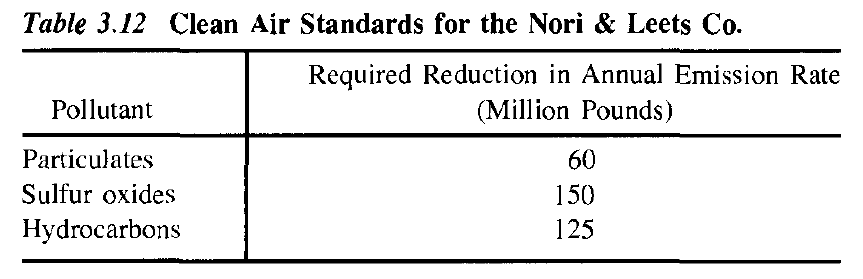 Table 3.12 Clean Air Standards for the Nori & Leets Co.
Required Reduction in Annual Emission Rate
Pollutant (Million Pounds)
Particulates 60
Sulfur oxides 150
Hydrocarbons 125